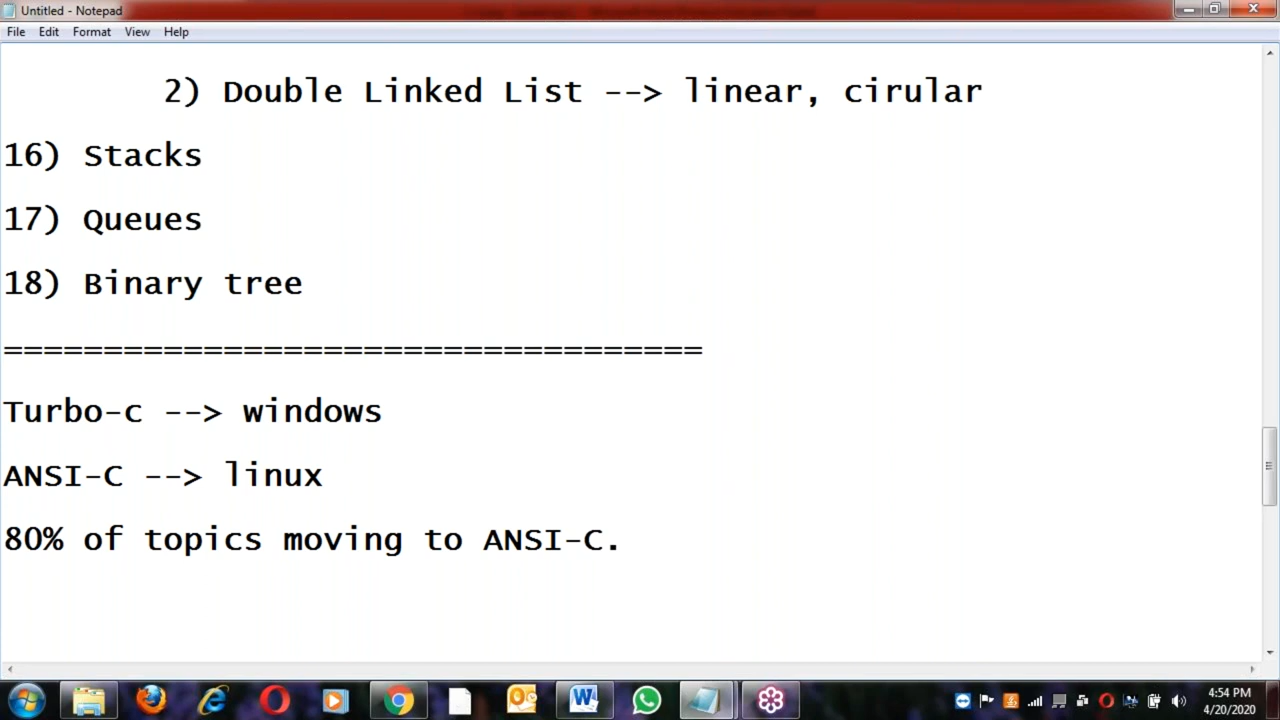 Untitled - Notepad
File Edit Format View Help
2) Double Linked List --> linear, cirular
16) Stacks
17) Queues
18) Binary tree
===================================
Turbo-c --> windows
ANSI-C --> linux
80% of topics moving to ANSI-C.
4:54 PM
4/20/2020